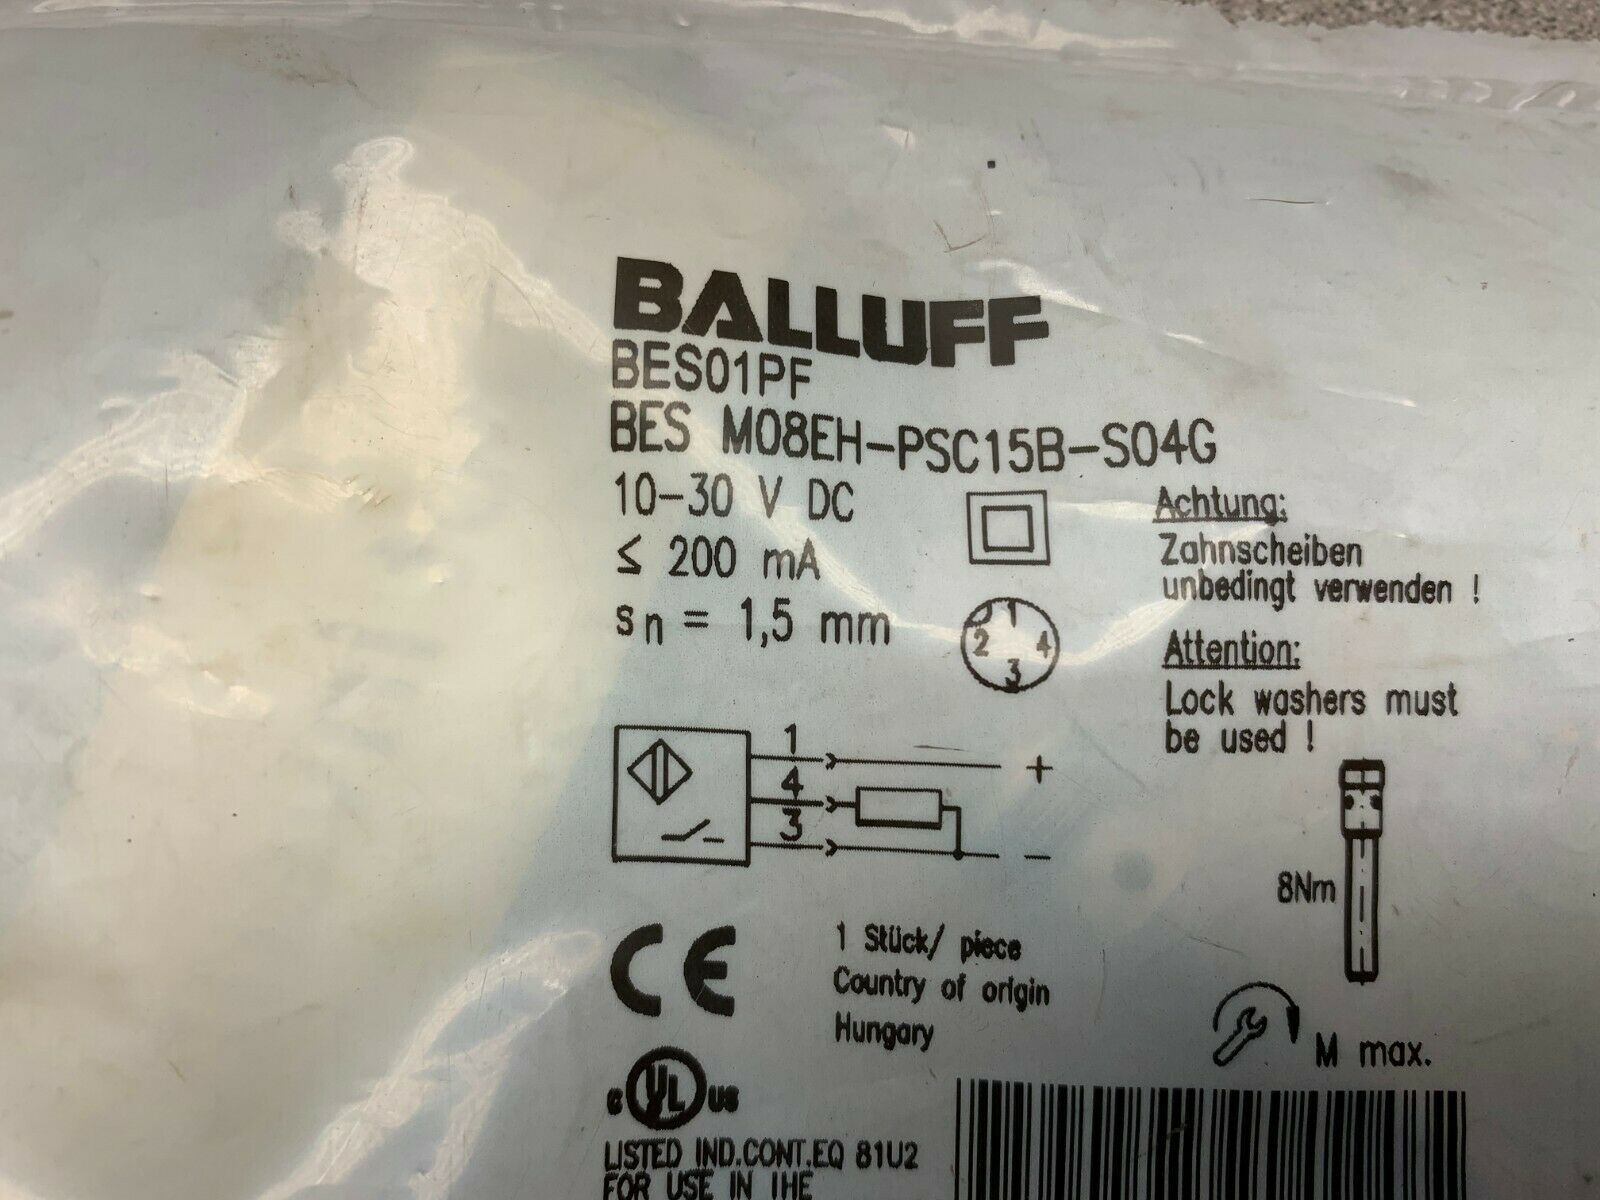 BALLUFF
BES01PF
BES M08EH-PSC15B-S04G
10-30 V DC
≤ 200 mA
sn = 1,5 mm
1
2 4
3
Achtung:
Zahnscheiben
unbedingt verwenden !
Attention:
Lock washers must
be used !
1
+
4
3
-
8Nm
M max.
CE
1 Stück/ piece
Country of origin
Hungary
C UL US
LISTED IND.CONT.EQ 81U2
FOR USE IN THE